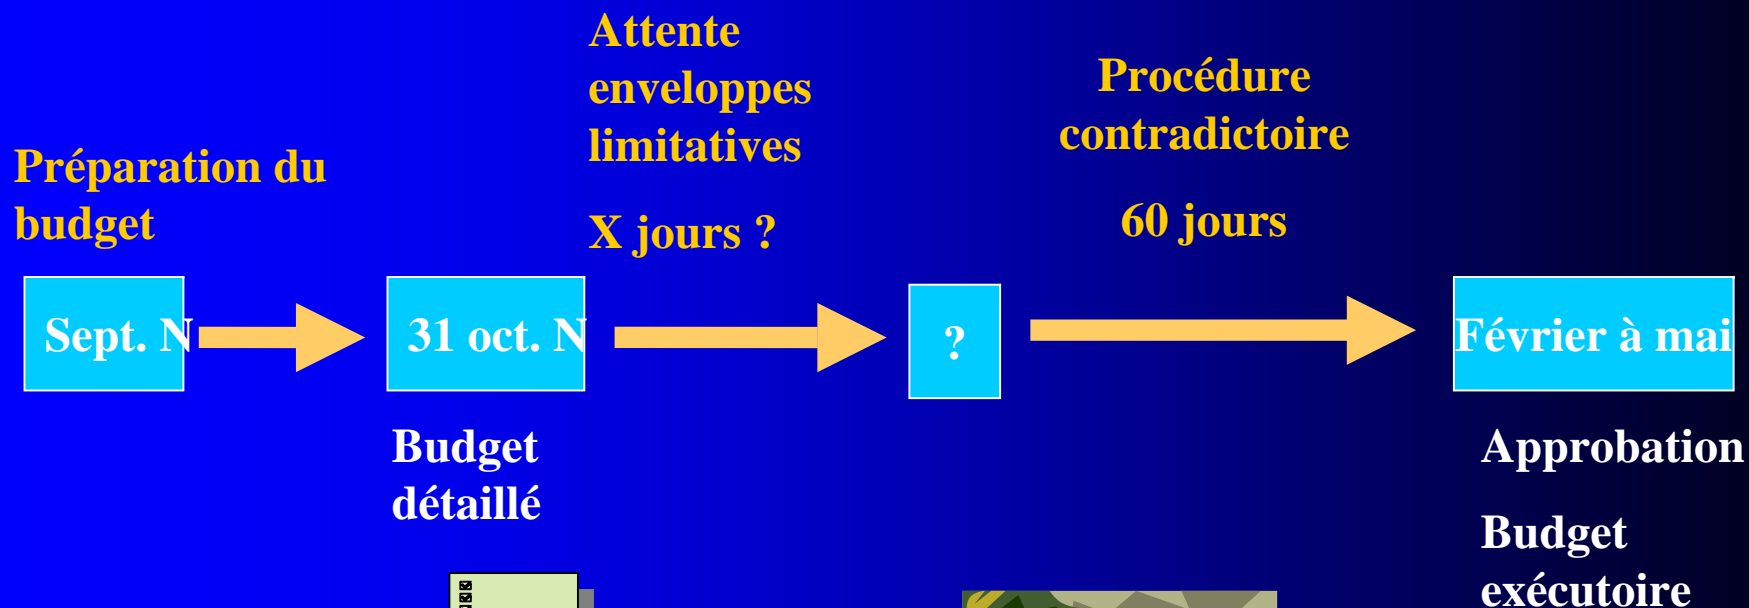 Préparation du
budget
Attente
enveloppes
limitatives
X jours ?
Procédure
contradictoire
60 jours
Sept. N
31 oct. N
?
Février à mai
Budget
détaillé
Approbation
Budget
exécutoire